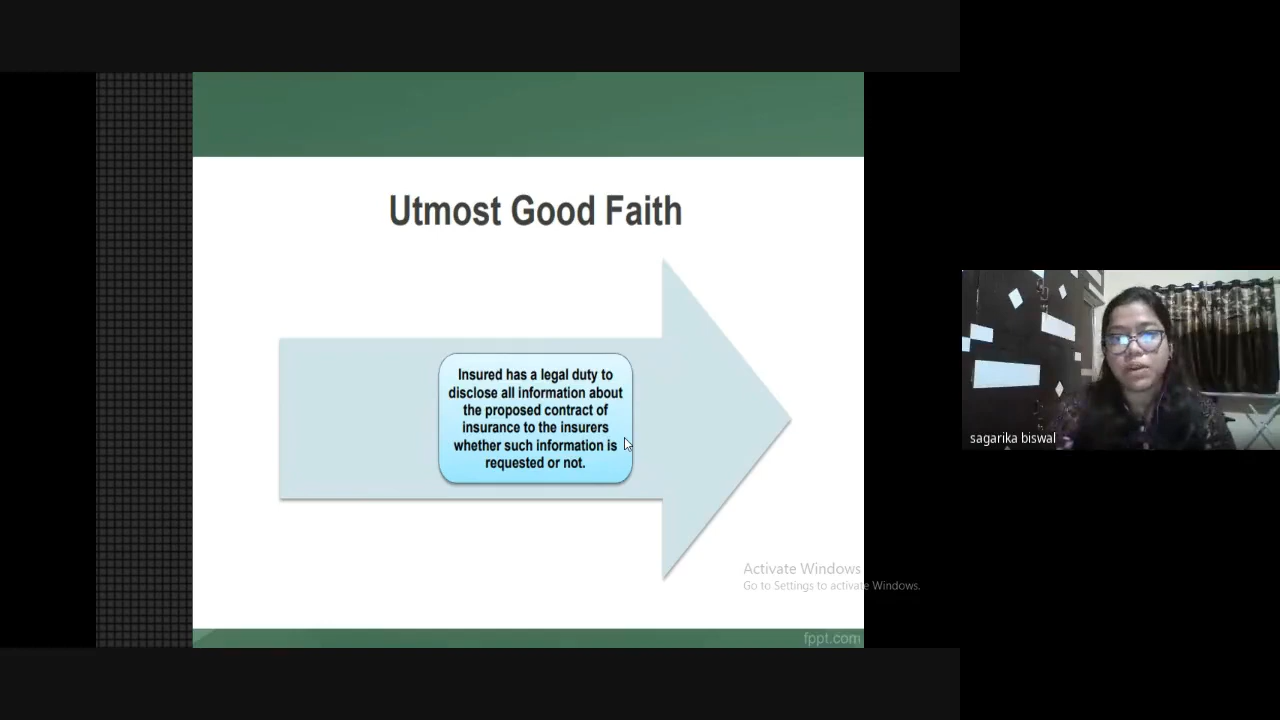 Utmost Good Faith
Insured has a legal duty to
disclose all information about
the proposed contract of
insurance to the insurers
whether such information is
requested or not.
sagarika biswal
Activate Windows
Go to Settings to activate Windows.
fppt.com